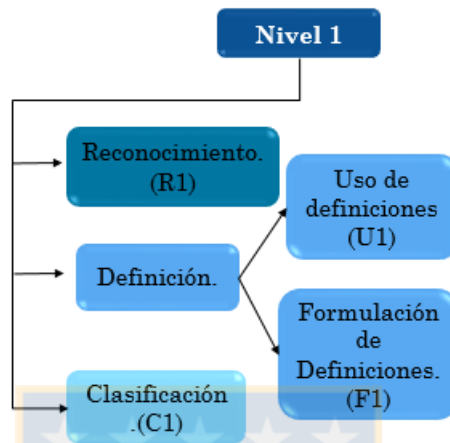 Nivel 1
Reconocimiento.
(R1)
Definición.
Uso de
definiciones
(U1)
Formulación
de
Definiciones.
(F1)
Clasificación
.(C1)